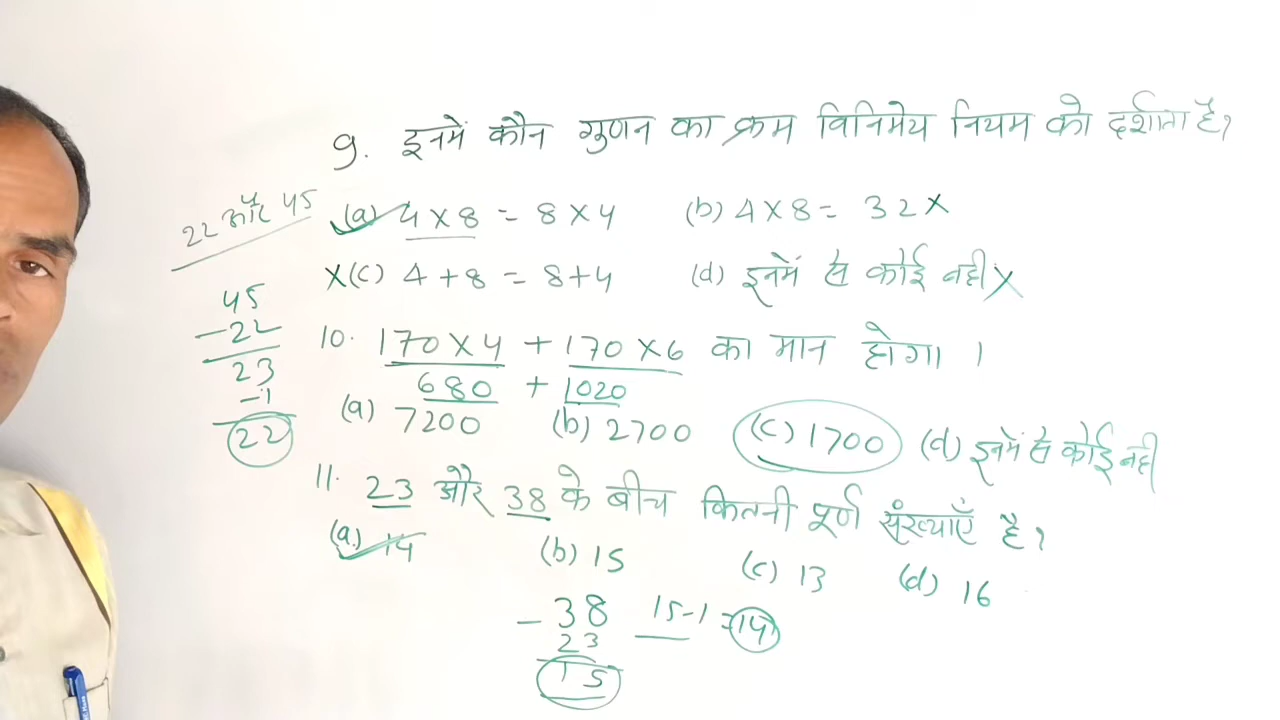 9. इनमें कौन गुणन का क्रम विनिमेय नियम को दर्शाता है?
(a) 4 x 8 = 8 x 4 (b) 4 x 8 = 32 x
x (c) 4 + 8 = 8 + 4 (d) इनमें से कोई नही x
22 और 45
45
- 22
23
- 1
22
10. 170 x 4 + 170 x 6 का मान होगा ।
680 + 1020
(a) 7200 (b) 2700 (c) 1700 (d) इनमें से कोई नही
11. 23 और 38 के बीच कितनी पूर्ण संख्याएँ है?
(a.) 14 (b) 15 (c) 13 (d) 16
- 38 15 - 1 = 14
23
15